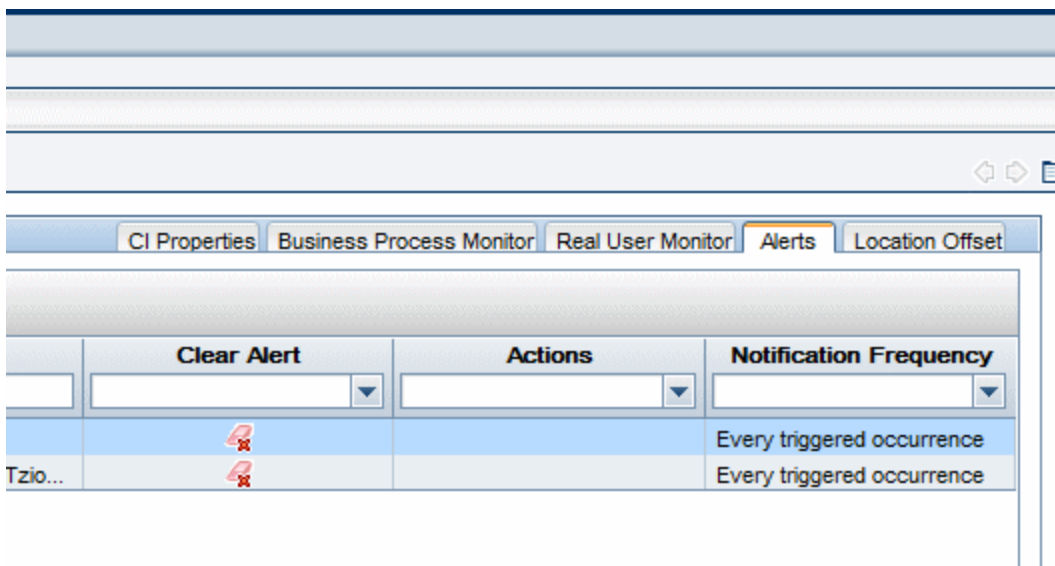 CI Properties Business Process Monitor Real User Monitor Alerts Location Offset
Clear Alert Actions Notification Frequency
Every triggered occurrence
Tzio... Every triggered occurrence